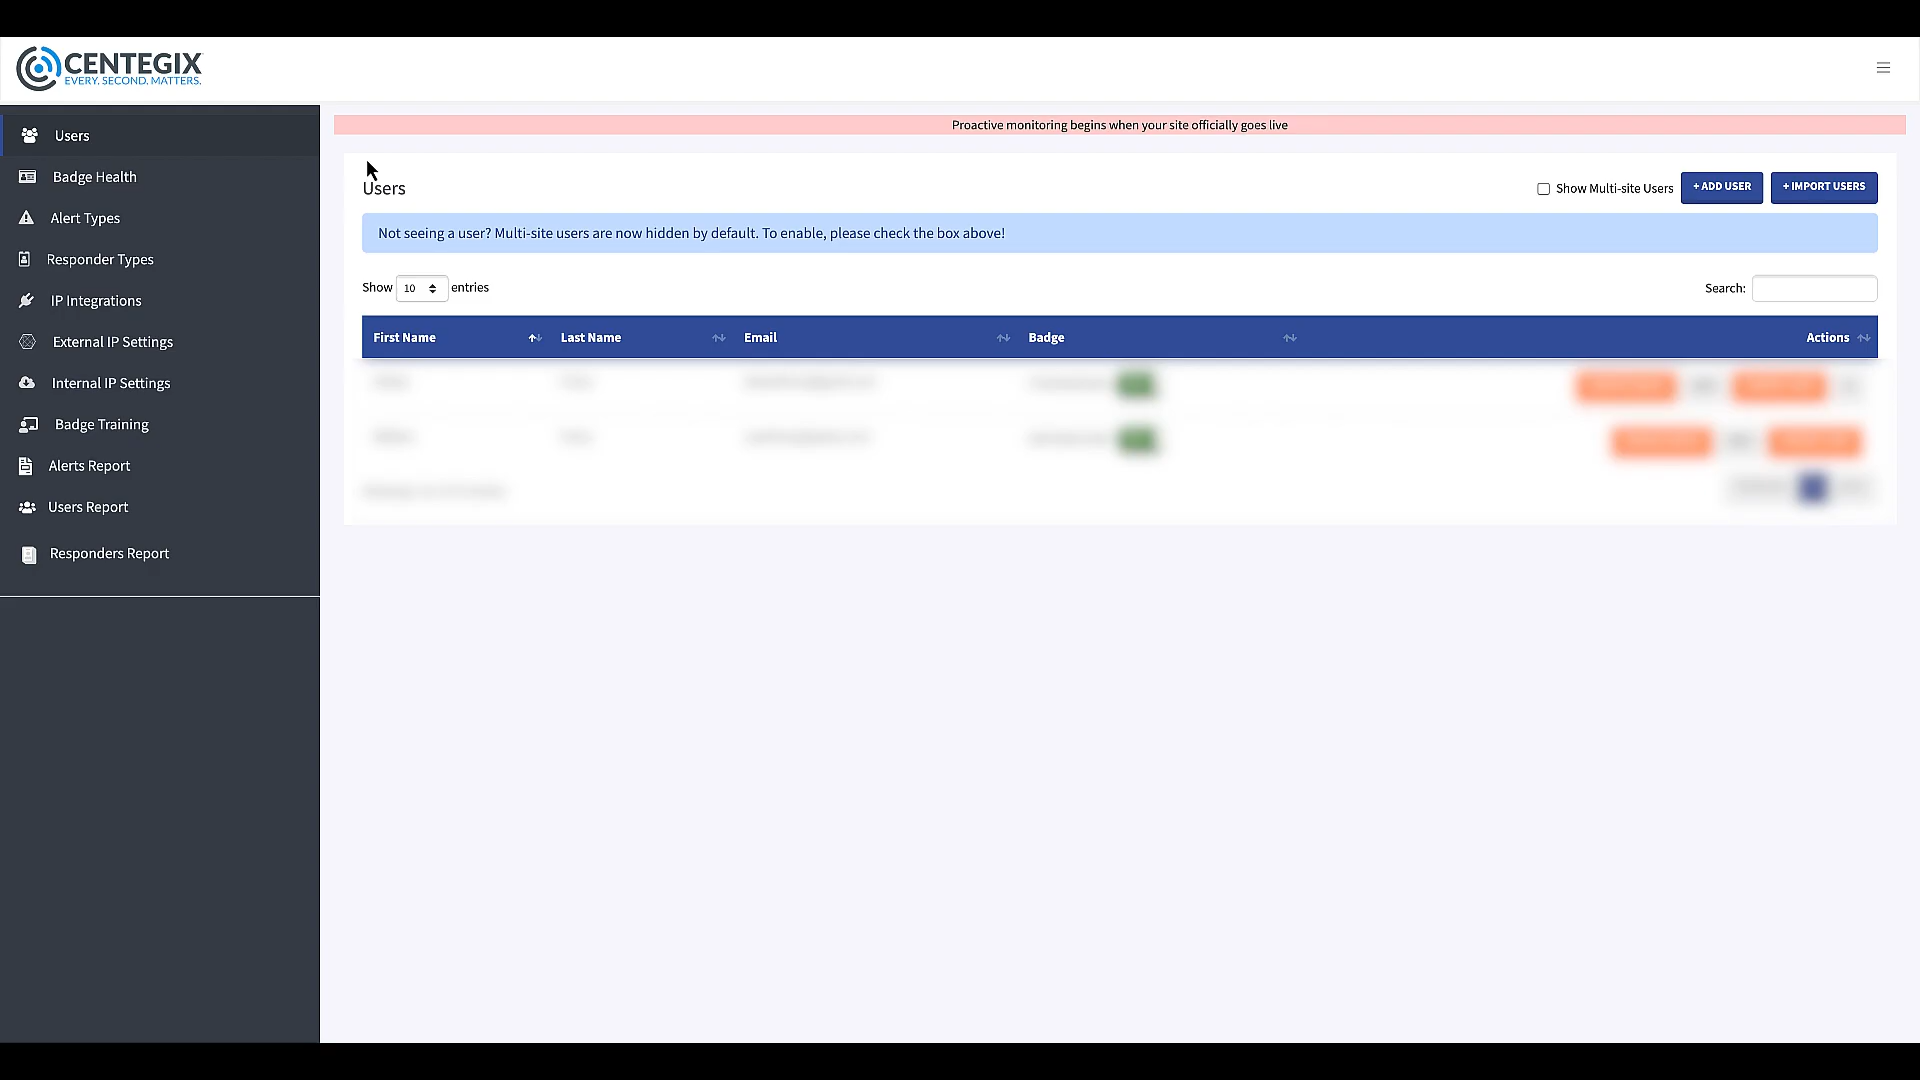 CENTEGIX
EVERY. SECOND. MATTERS.
Users
Badge Health
Alert Types
Responder Types
IP Integrations
External IP Settings
Internal IP Settings
Badge Training
Alerts Report
Users Report
Responders Report
Proactive monitoring begins when your site officially goes live
Users
Show Multi-site Users
+ ADD USER
+ IMPORT USERS
Not seeing a user? Multi-site users are now hidden by default. To enable, please check the box above!
Show 10 entries
Search:
First Name Last Name Email Badge Actions